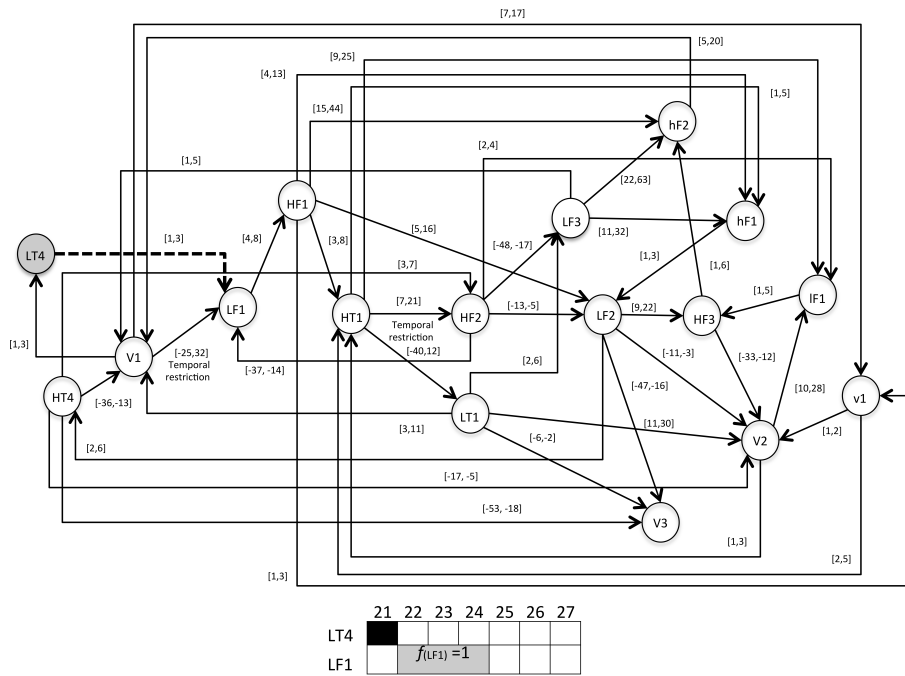 [7,17]
[9,25]
[5,20]
[4,13]
[1,5]
[15,44]
hF2
[2,4]
[1,5]
[22,63]
HF1
LF3
hF1
[5,16]
[11,32]
[1,3]
[4,8]
[3,8]
[-48, -17]
LT4
[3,7]
[1,3]
[1,6]
[1,5]
lF1
LF1
[7,21]
[-13,-5]
[9,22]
HT1
HF2
LF2
HF3
Temporal
restriction
[1,3]
V1
[-25,32]
Temporal
restriction
[-40,12]
[-37, -14]
[-11,-3]
[-33,-12]
[2,6]
[-47,-16]
[10,28]
HT4
[-36,-13]
v1
LT1
[3,11]
[-6,-2]
[11,30]
V2
[1,2]
[2,6]
[-17, -5]
[-53, -18]
V3
[1,3]
[2,5]
[1,3]
21 22 23 24 25 26 27
LT4
LF1 f(LF1) =1